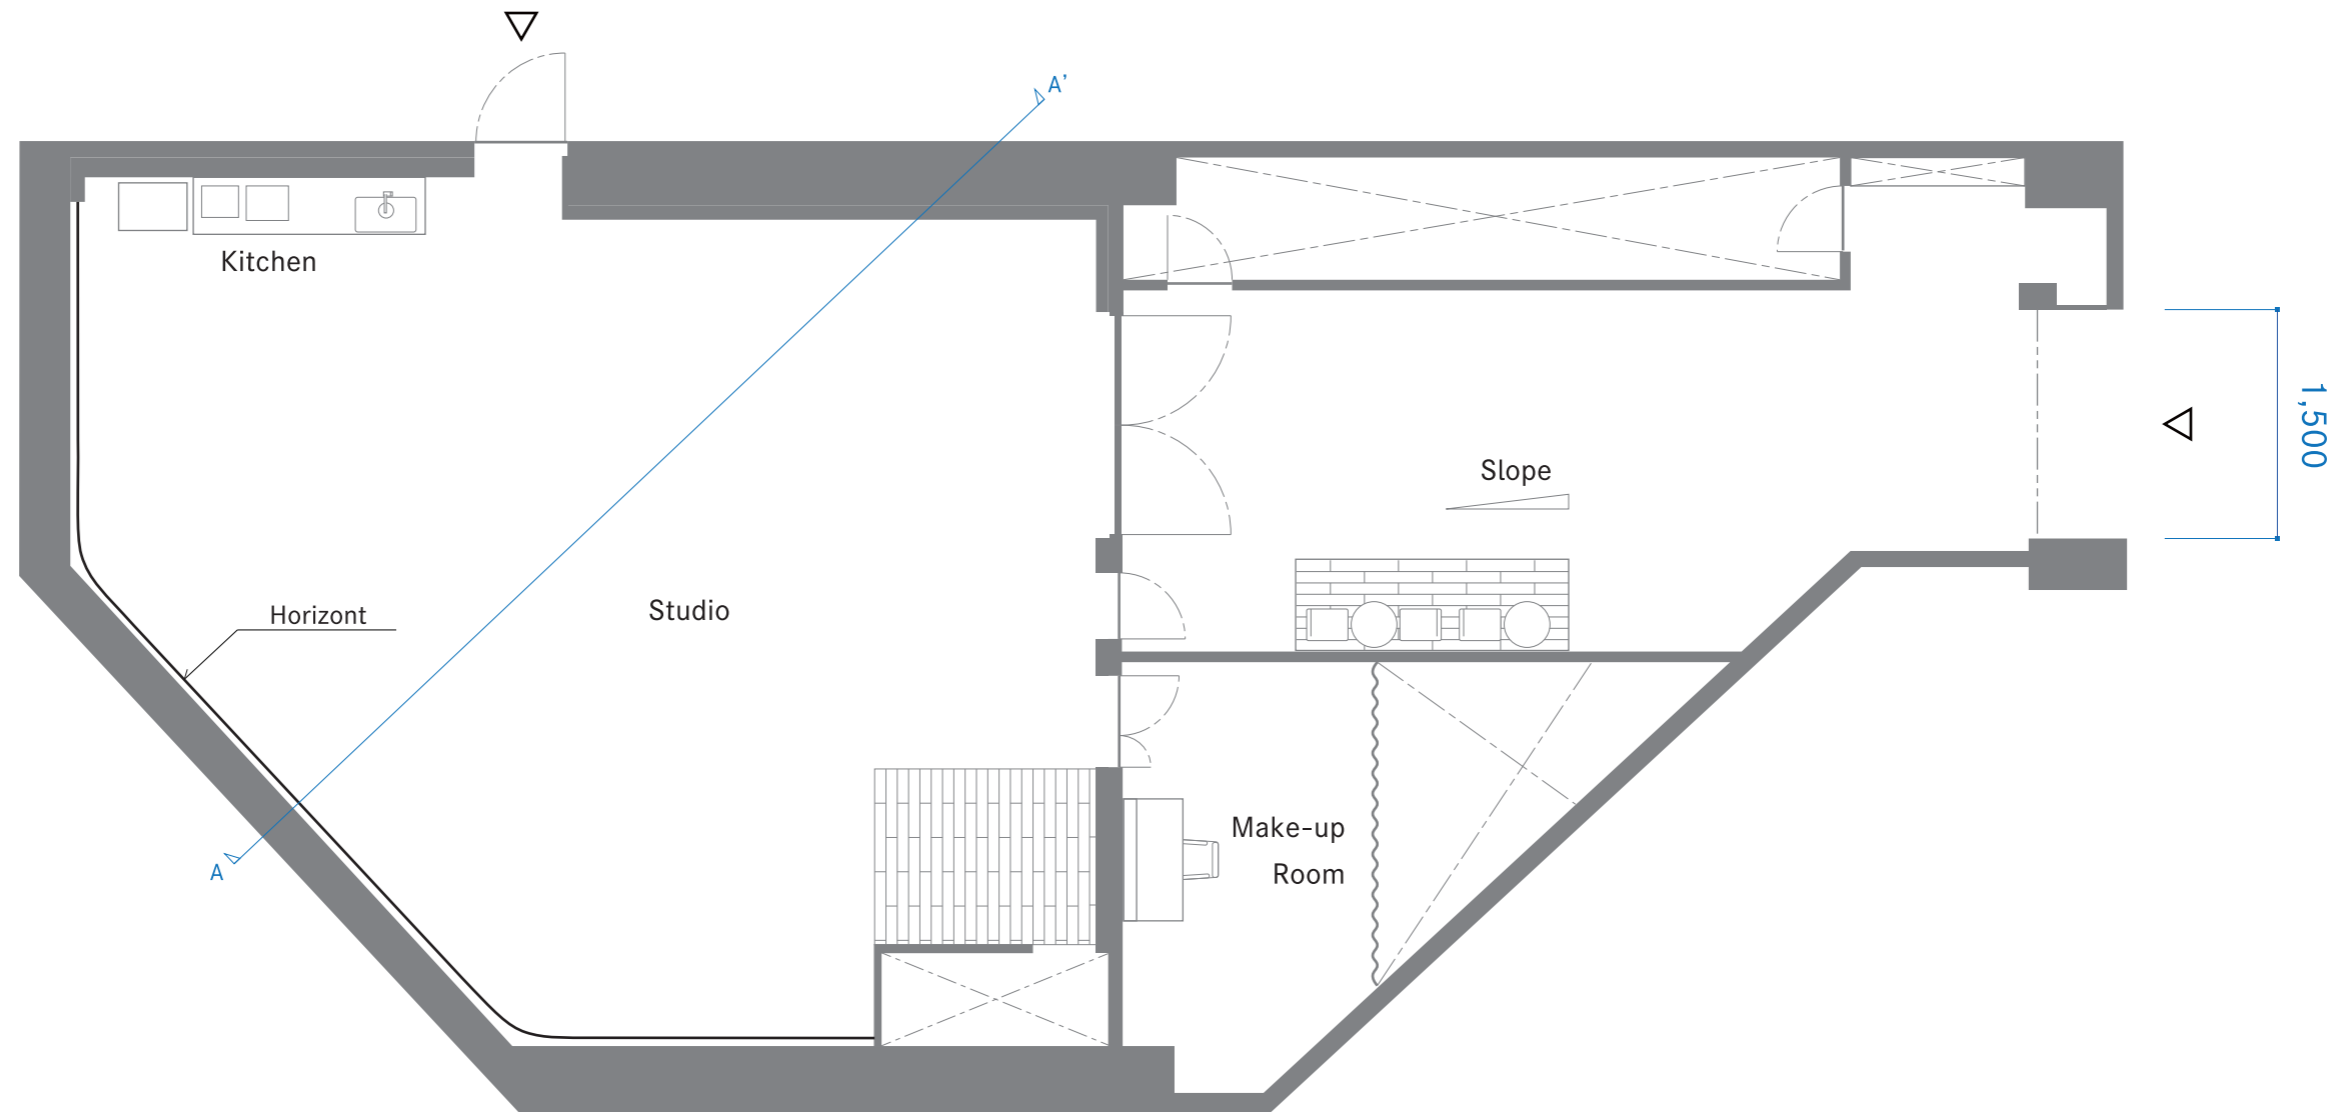 A’
Kitchen
1,500
Slope
Horizont
Studio
Make-up
Room
A